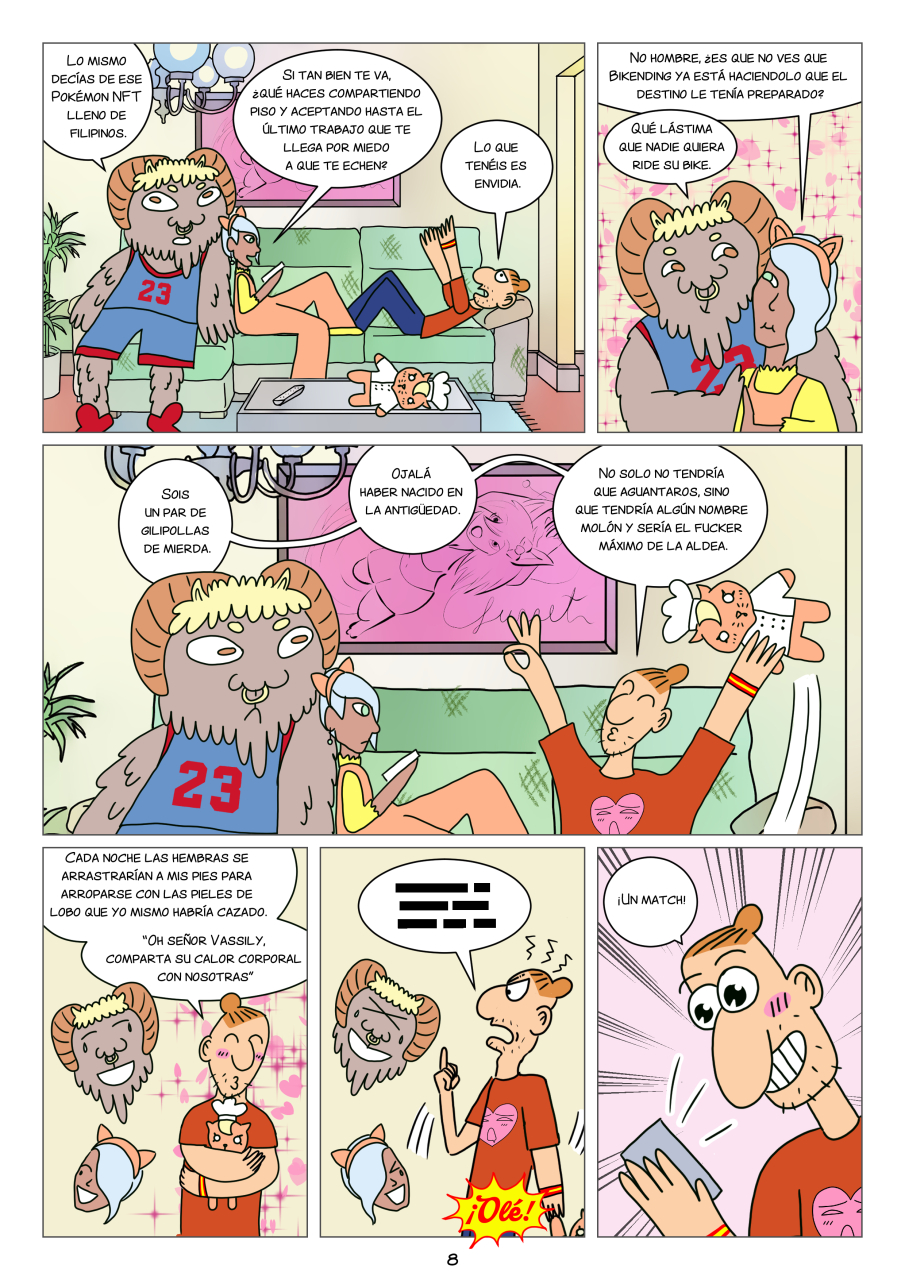 Lo mismo
decías de ese
Pokémon NFT
lleno de
filipinos.
Si tan bien te va,
¿qué haces compartiendo
piso y aceptando hasta el
último trabajo que te
llega por miedo
a que te echen?
Lo que
tenéis es
envidia.
23
No hombre, ¿es que no ves que
Bikending ya está haciendolo que el
destino le tenía preparado?
Qué lástima
que nadie quiera
ride su bike.
23
Sois
un par de
gilipollas
de mierda.
Ojalá
haber nacido en
la antigüedad.
No solo no tendría
que aguantaros, sino
que tendría algún nombre
molón y sería el fucker
máximo de la aldea.
Sunset
23
Cada noche las hembras se
arrastrarían a mis pies para
arroparse con las pieles de
lobo que yo mismo habría cazado.
“Oh señor Vassily,
comparta su calor corporal
con nosotras”
¡Olé!
¡Un match!
8